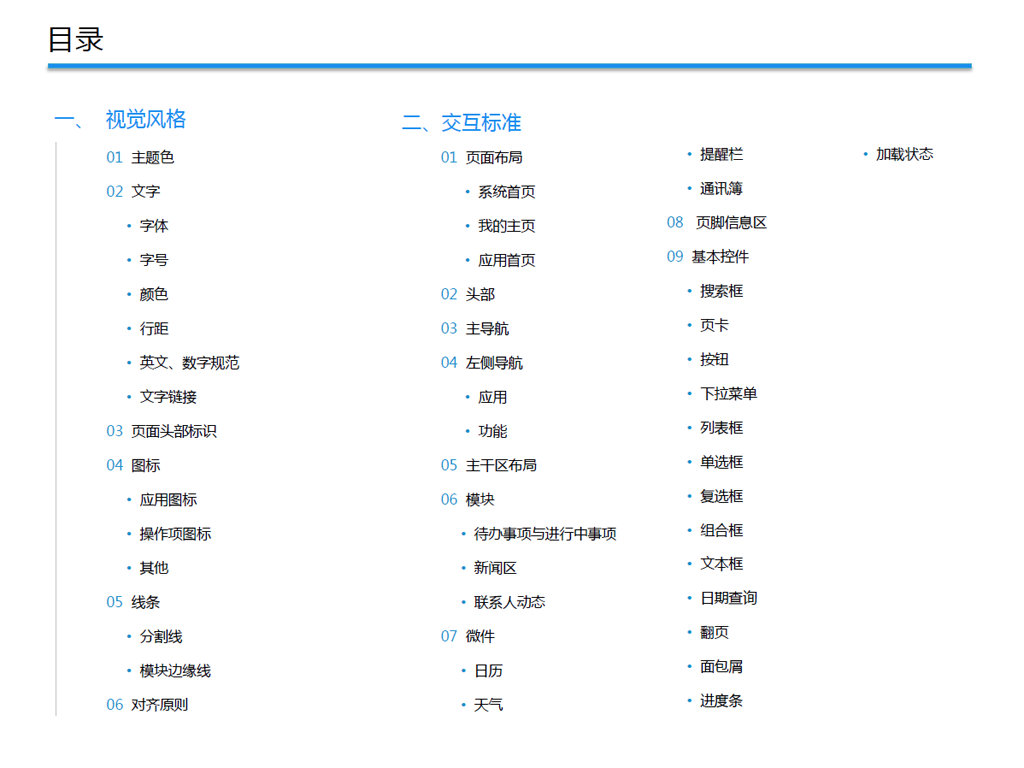 目录
一、 视觉风格
01 主题色
02 文字
• 字体
• 字号
• 颜色
• 行距
• 英文、数字规范
• 文字链接
03 页面头部标识
04 图标
• 应用图标
• 操作项图标
• 其他
05 线条
• 分割线
• 模块边缘线
06 对齐原则
二、交互标准
01 页面布局
• 系统首页
• 我的主页
• 应用首页
02 头部
03 主导航
04 左侧导航
• 应用
• 功能
05 主干区布局
06 模块
• 待办事项与进行中事项
• 新闻区
• 联系人动态
07 微件
• 日历
• 天气
• 提醒栏
• 通讯簿
08 页脚信息区
09 基本控件
• 搜索框
• 页卡
• 按钮
• 下拉菜单
• 列表框
• 单选框
• 复选框
• 组合框
• 文本框
• 日期查询
• 翻页
• 面包屑
• 进度条
• 加载状态